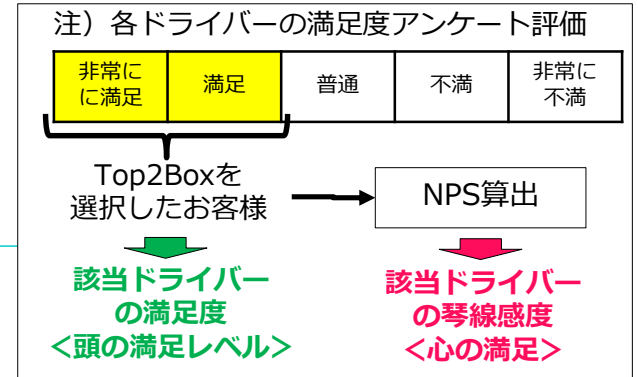 注）各ドライバーの満足度アンケート評価
非常に
に満足
満足
普通
不満
非常に
不満
Top2Boxを
選択したお客様
NPS算出
該当ドライバー
の満足度
<頭の満足レベル>
該当ドライバー
の琴線感度
<心の満足>